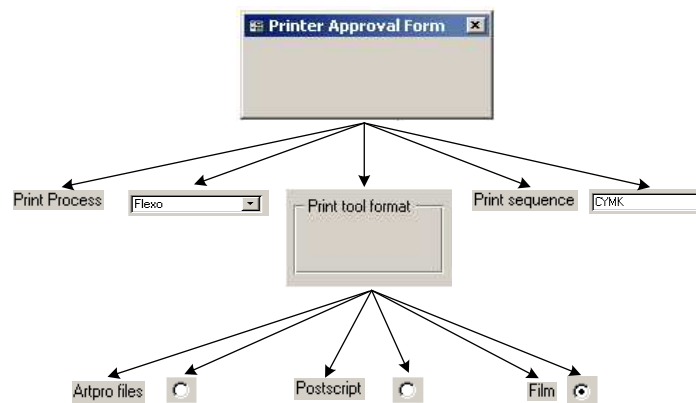 Printer Approval Form
Print Process
Flexo
Print tool format
Print sequence
CYMK
Artpro files
Postscript
Film